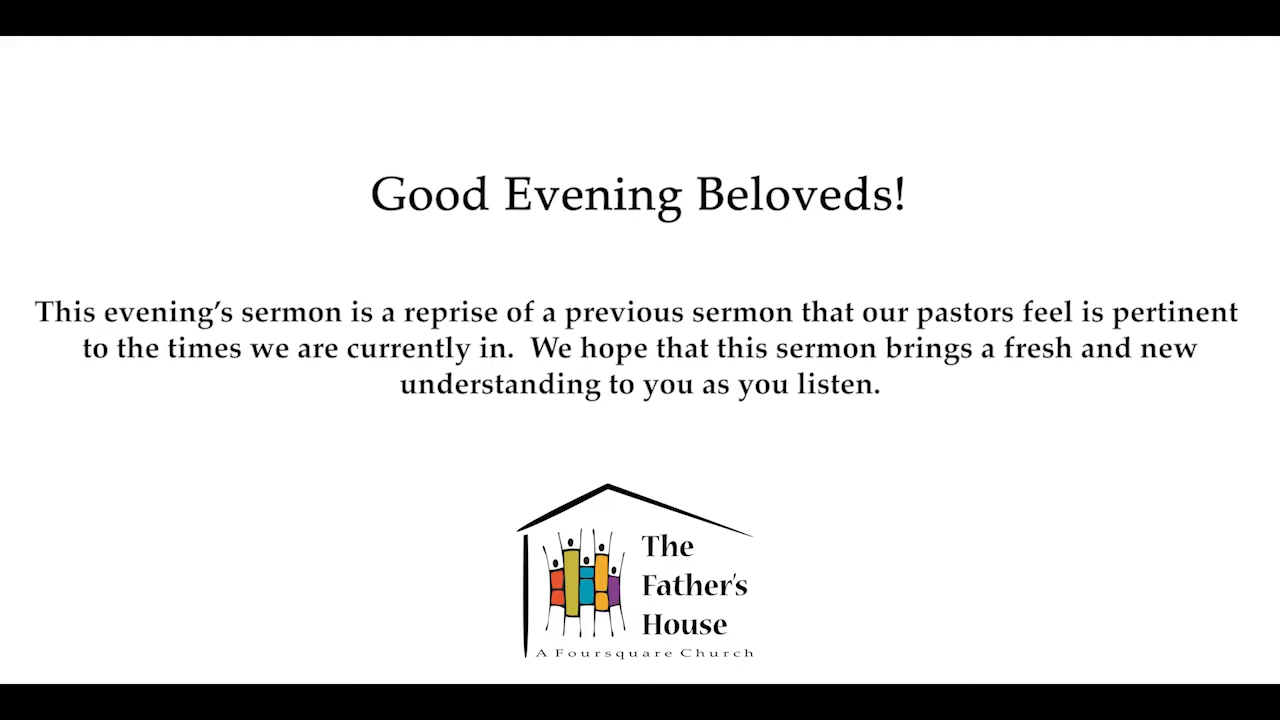 Good Evening Beloveds!
This evening’s sermon is a reprise of a previous sermon that our pastors feel is pertinent
to the times we are currently in.  We hope that this sermon brings a fresh and new
understanding to you as you listen.
The
Father's
House
A Foursquare Church